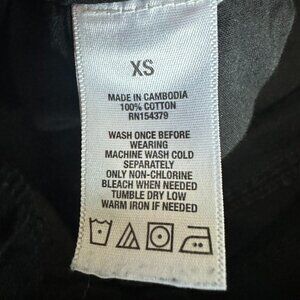 XS
MADE IN CAMBODIA
100% COTTON
RN154379
WASH ONCE BEFORE
WEARING
MACHINE WASH COLD
SEPARATELY
ONLY NON-CHLORINE
BLEACH WHEN NEEDED
TUMBLE DRY LOW
WARM IRON IF NEEDED